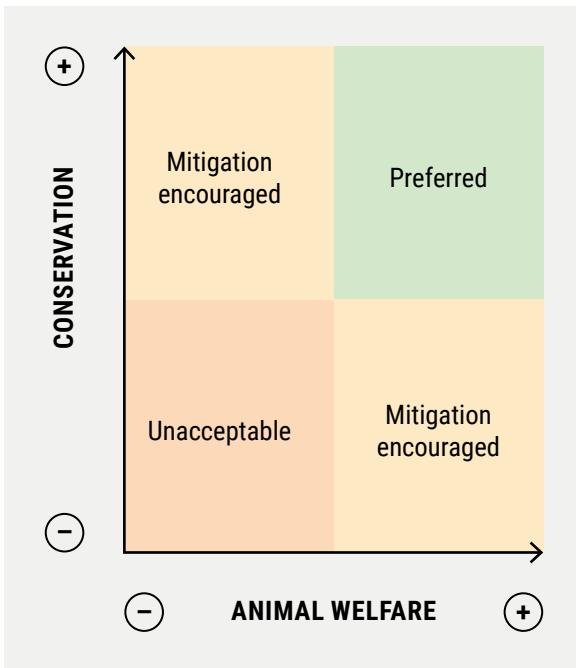 +
Mitigation
encouraged
Preferred
CONSERVATION
Unacceptable
Mitigation
encouraged
−
−
ANIMAL WELFARE
+